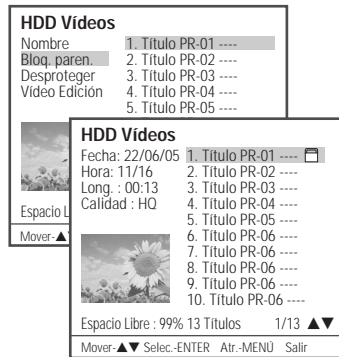 HDD Vídeos
Nombre 1. Título PR-01 ----
Bloq. paren. 2. Título PR-02 ----
Desproteger 3. Título PR-03 ----
Vídeo Edición 4. Título PR-04 ----
5. Título PR-05 ----
Espacio L
Mover-▲
HDD Vídeos
Fecha: 22/06/05 1. Título PR-01 ----
Hora: 11/16 2. Título PR-02 ----
Long. : 00:13 3. Título PR-03 ----
Calidad : HQ 4. Título PR-04 ----
5. Título PR-05 ----
6. Título PR-06 ----
7. Título PR-06 ----
8. Título PR-06 ----
9. Título PR-06 ----
10. Título PR-06 ----
Espacio Libre : 99% 13 Títulos 1/13 ▲▼
Mover-▲▼ Selec.-ENTER Atr.-MENÚ Salir